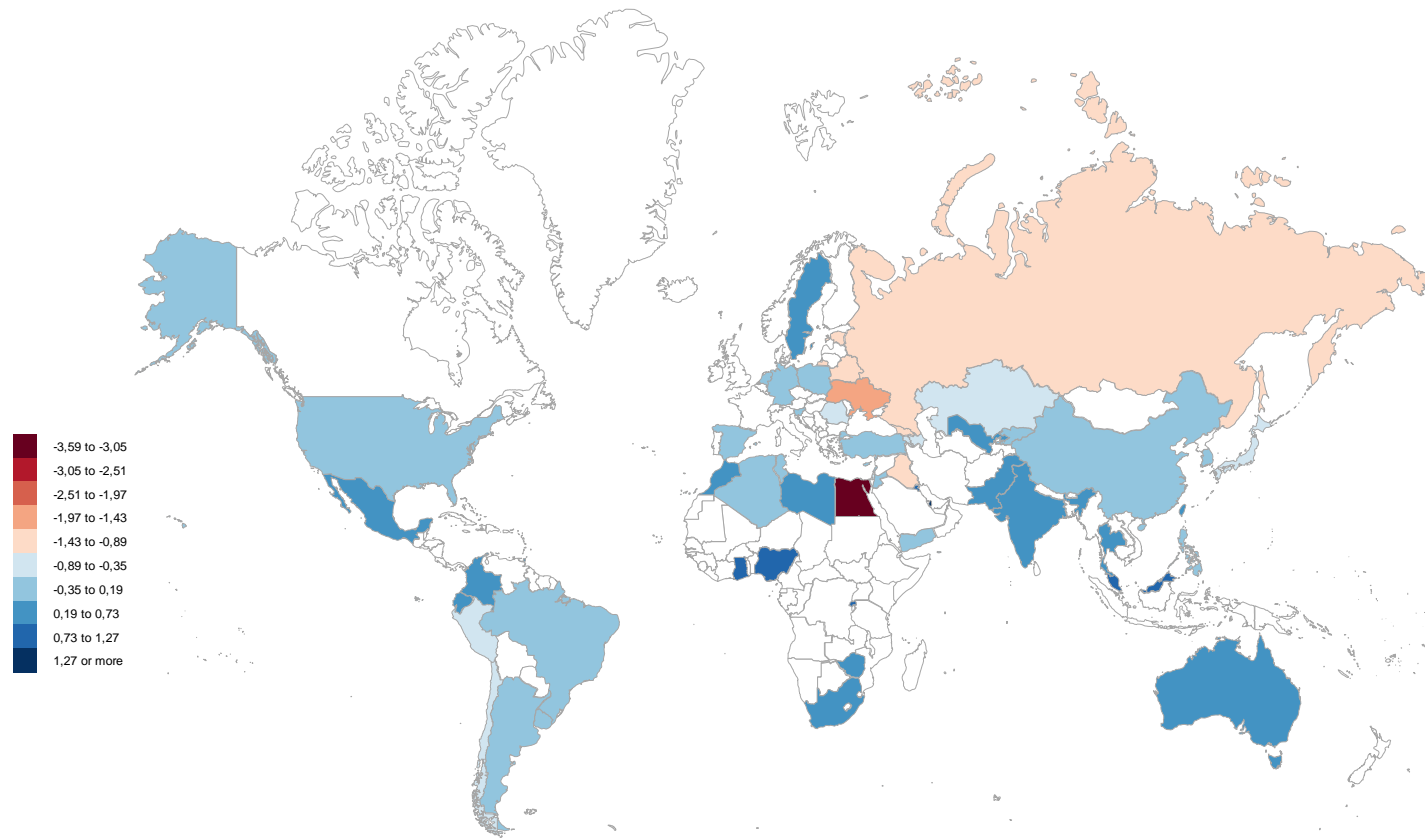 -3,59 to -3,05
-3,05 to -2,51
-2,51 to -1,97
-1,97 to -1,43
-1,43 to -0,89
-0,89 to -0,35
-0,35 to 0,19
0,19 to 0,73
0,73 to 1,27
1,27 or more